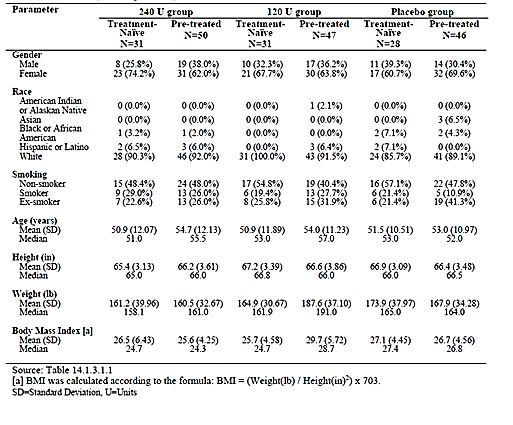 Parameter 240 U group 120 U group Placebo group
Treatment-Naïve N=31 Pre-treated N=50 Treatment-Naïve N=31 Pre-treated N=47 Treatment-Naïve N=28 Pre-treated N=46
Gender
Male 8 (25.8%) 19 (38.0%) 10 (32.3%) 17 (36.2%) 11 (39.3%) 14 (30.4%)
Female 23 (74.2%) 31 (62.0%) 21 (67.7%) 30 (63.8%) 17 (60.7%) 32 (69.6%)
Race
American Indian or Alaskan Native 0 (0.0%) 0 (0.0%) 0 (0.0%) 1 (2.1%) 0 (0.0%) 0 (0.0%)
Asian 0 (0.0%) 0 (0.0%) 0 (0.0%) 0 (0.0%) 0 (0.0%) 3 (6.5%)
Black or African American 1 (3.2%) 1 (2.0%) 0 (0.0%) 0 (0.0%) 2 (7.1%) 2 (4.3%)
Hispanic or Latino 2 (6.5%) 3 (6.0%) 0 (0.0%) 3 (6.4%) 2 (7.1%) 0 (0.0%)
White 28 (90.3%) 46 (92.0%) 31 (100.0%) 43 (91.5%) 24 (85.7%) 41 (89.1%)
Smoking
Non-smoker 15 (48.4%) 24 (48.0%) 17 (54.8%) 19 (40.4%) 16 (57.1%) 22 (47.8%)
Smoker 9 (29.0%) 13 (26.0%) 6 (19.4%) 13 (27.7%) 6 (21.4%) 5 (10.9%)
Ex-smoker 7 (22.6%) 13 (26.0%) 8 (25.8%) 15 (31.9%) 6 (21.4%) 19 (41.3%)
Age (years)
Mean (SD) 50.9 (12.07) 54.7 (12.13) 50.9 (11.89) 54.0 (11.23) 51.5 (10.51) 53.0 (10.97)
Median 51.0 55.5 53.0 57.0 53.0 52.0
Height (in)
Mean (SD) 65.4 (3.13) 66.2 (3.61) 67.2 (3.39) 66.6 (3.86) 66.9 (3.09) 66.4 (3.48)
Median 65.0 66.0 66.8 66.0 66.0 66.5
Weight (lb)
Mean (SD) 161.2 (39.96) 160.5 (32.67) 164.9 (30.67) 187.6 (37.10) 173.9 (37.97) 167.9 (34.28)
Median 158.1 161.0 161.9 191.0 165.0 164.0
Body Mass Index [a]
Mean (SD) 26.5 (6.43) 25.6 (4.25) 25.7 (4.58) 29.7 (5.72) 27.1 (4.45) 26.7 (4.56)
Median 24.7 24.3 24.7 28.7 27.4 26.8
Source: Table 14.1.3.1.1
[a] BMI was calculated according to the formula: BMI = (Weight(lb) / Height(in)²) x 703.
SD=Standard Deviation, U=Units